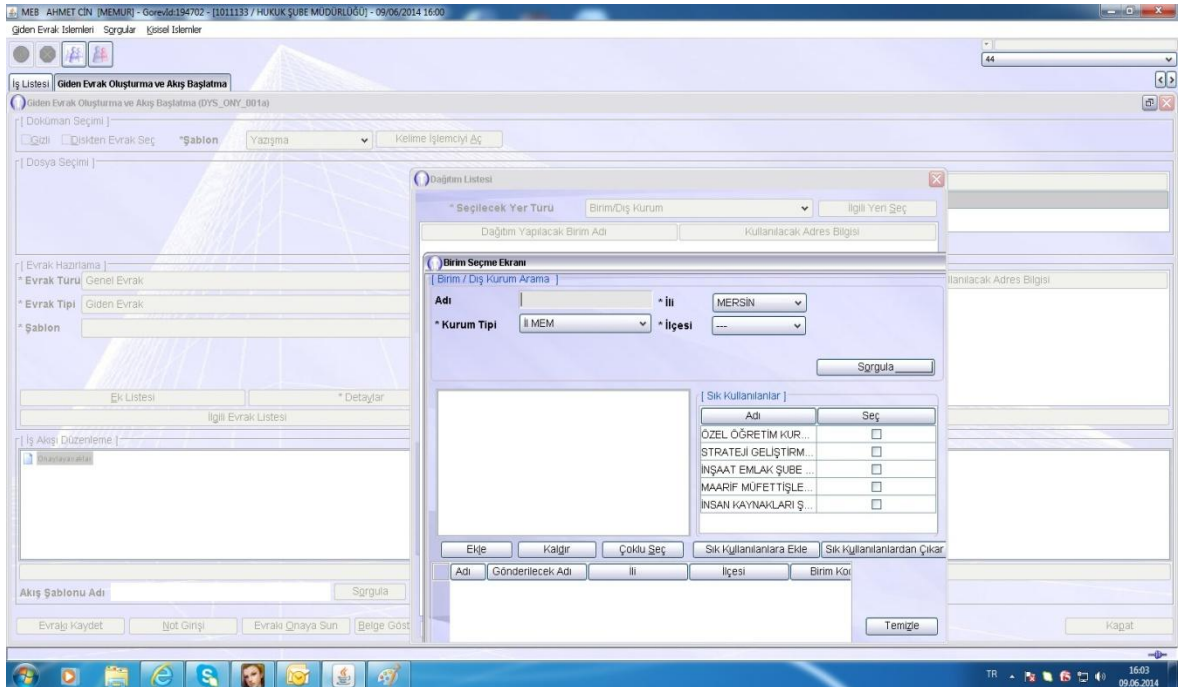 MEB AHMET CİN [MEMUR] - GorevId:194702 - [1011133 / HUKUK ŞUBE MÜDÜRLÜĞÜ] - 09/06/2014 16:00
Giden Evrak Islemleri Sorgular Kisisel Islemler
44
İş Listesi Giden Evrak Oluşturma ve Akış Başlatma
Giden Evrak Oluşturma ve Akış Başlatma (DYS_ONY_001a)
[ Doküman Seçimi ]
Gizli Diskten Evrak Seç *Şablon Yazışma Kelime İşlemciyi Aç
[ Dosya Seçimi ]
Dağıtım Listesi
* Seçilecek Yer Türü Birim/Dış Kurum İlgili Yeri Seç
Dağıtım Yapılacak Birim Adı Kullanılacak Adres Bilgisi
[ Evrak Hazırlama ]
* Evrak Türü Genel Evrak
* Evrak Tipi Giden Evrak
* Şablon
Ek Listesi * Detaylar
İlgili Evrak Listesi
llanılacak Adres Bilgisi
Birim Seçme Ekranı
[ Birim / Dış Kurum Arama ]
Adı * İli MERSİN
* Kurum Tipi İl MEM * İlçesi ---
Sorgula
[ Sık Kullanılanlar ]
Adı Seç
ÖZEL ÖĞRETİM KUR...
STRATEJİ GELİŞTİRM...
İNŞAAT EMLAK ŞUBE ...
MAARİF MÜFETTİŞLE...
İNSAN KAYNAKLARI Ş...
Ekle Kaldır Çoklu Seç Sık Kullanılanlara Ekle Sık Kullanılanlardan Çıkar
Adı Gönderilecek Adı İli İlçesi Birim Kod
Temizle
[ İş Akışı Düzenleme ]
Onaylayacaklar
Akış Şablonu Adı Sorgula
Evrakı Kaydet Not Girişi Evrakı Onaya Sun Belge Göst Kapat
TR 16:03
09.06.2014